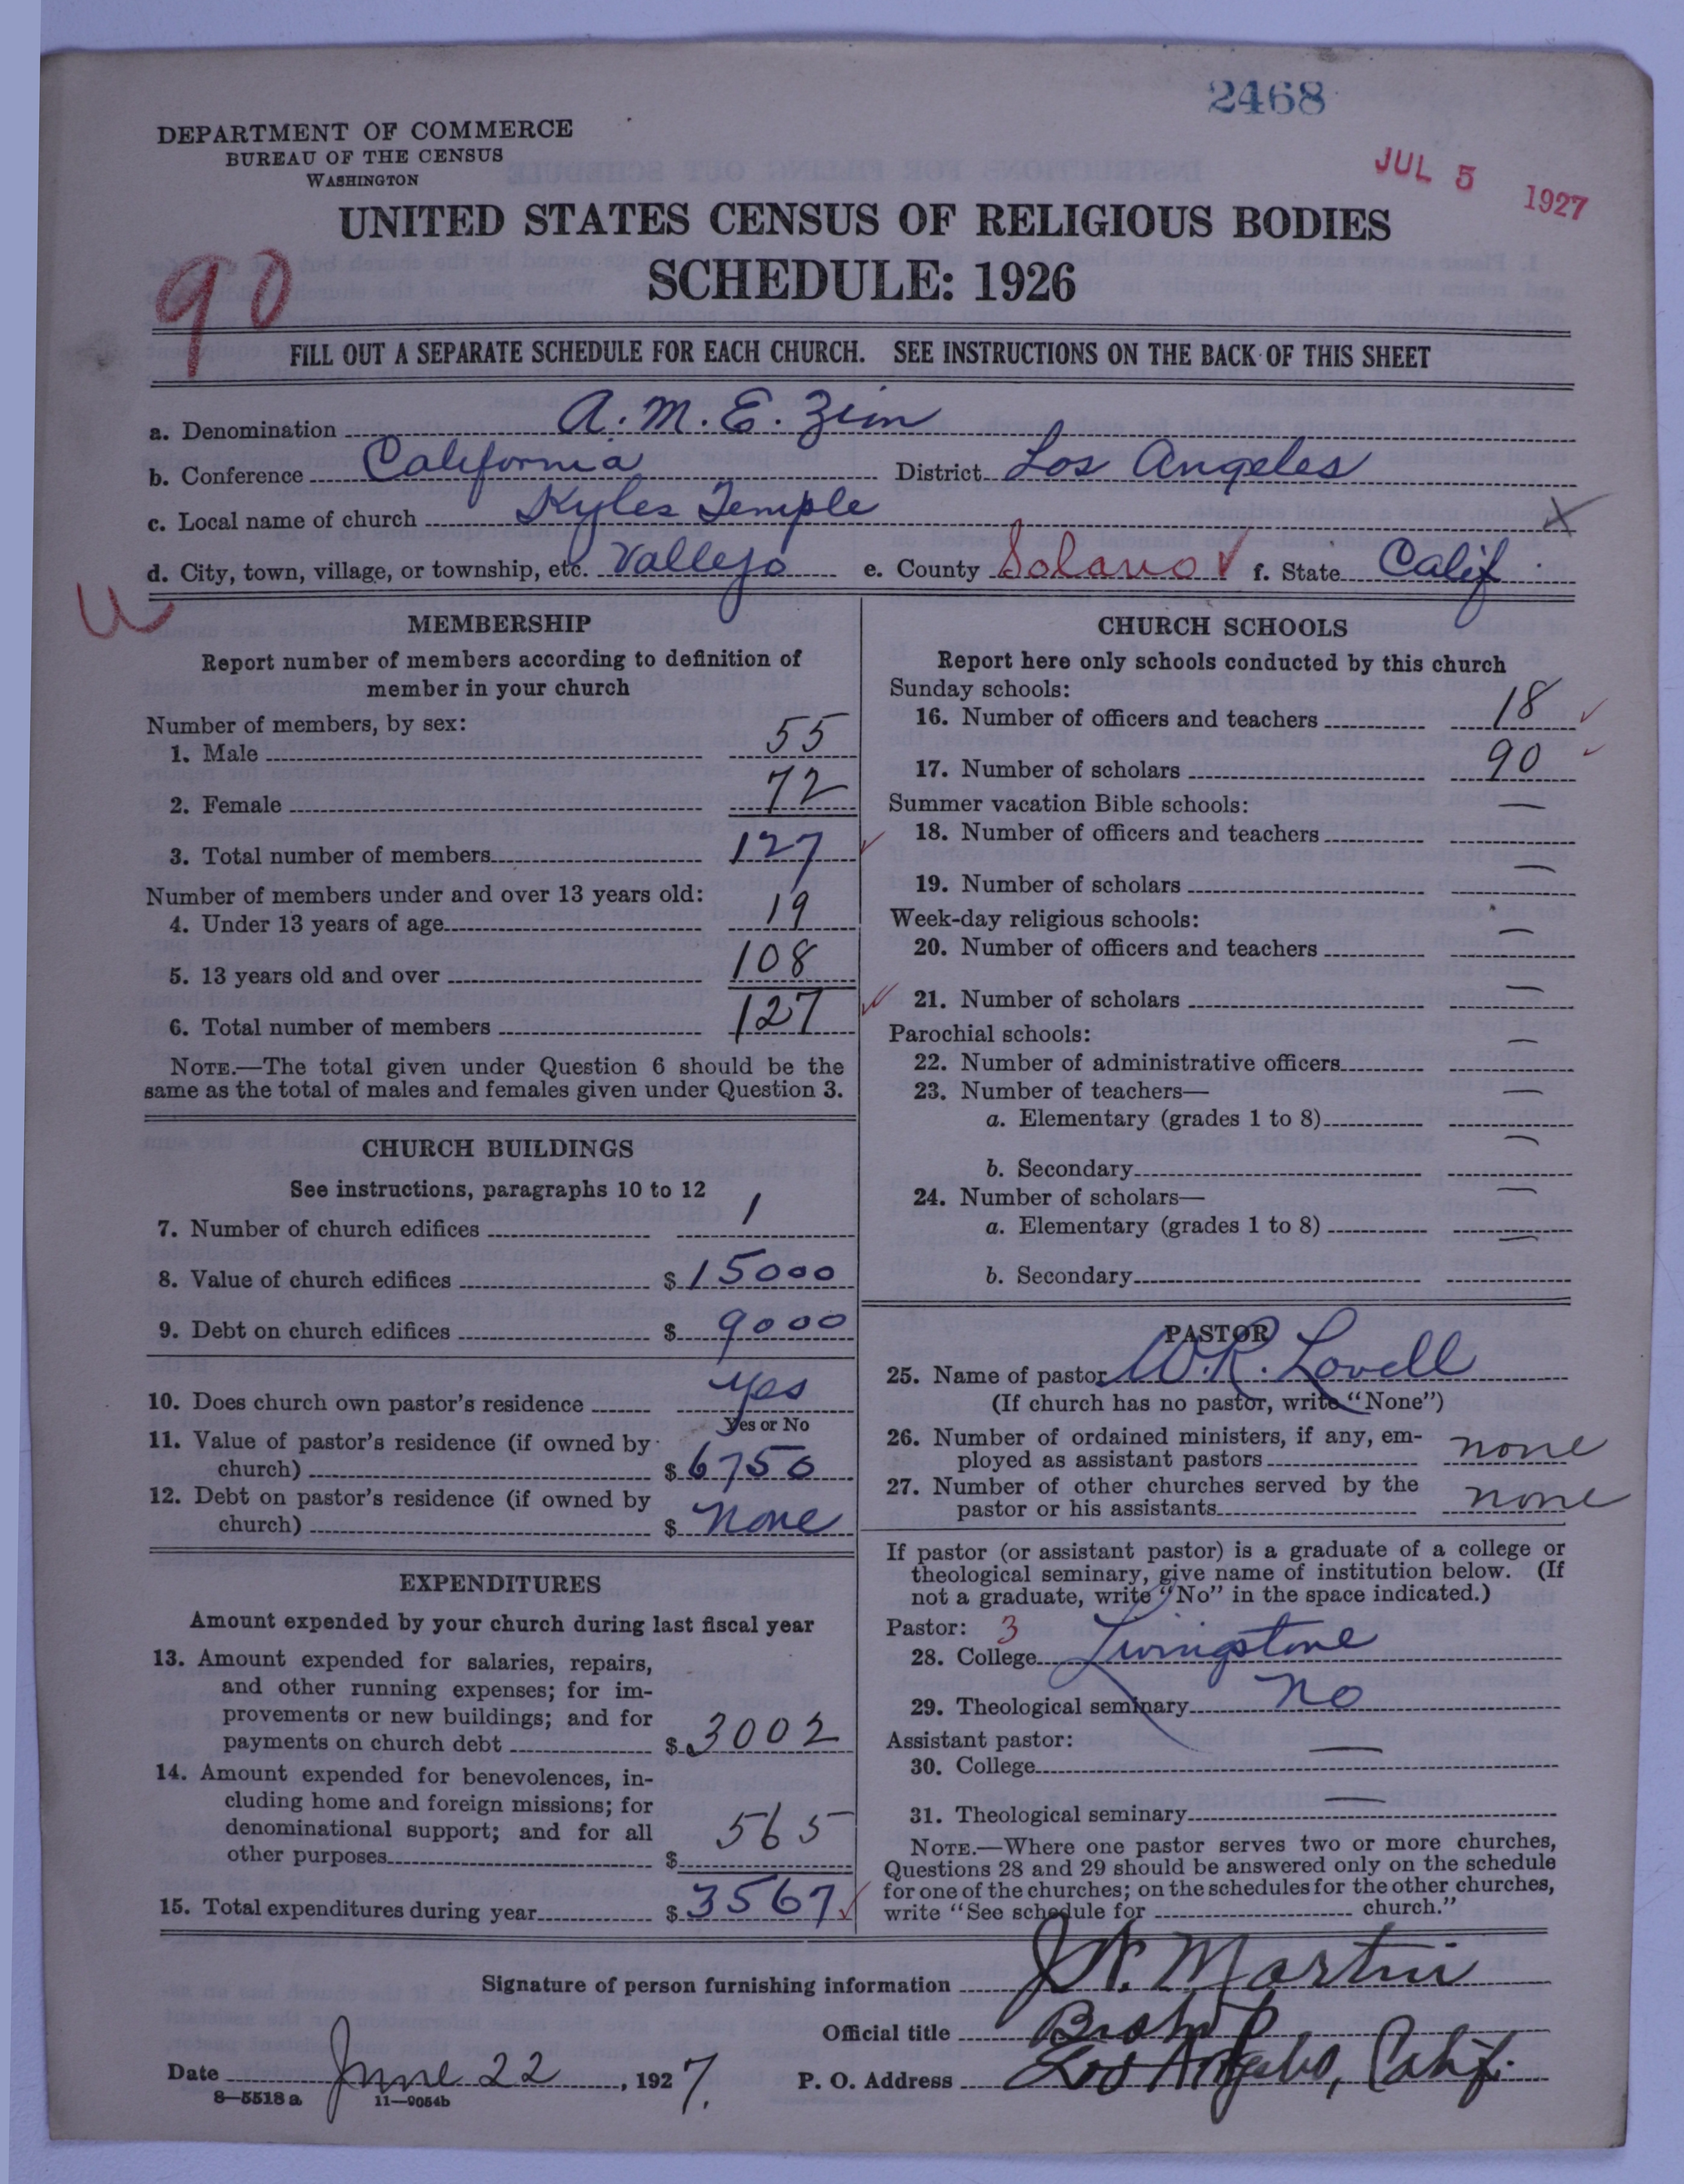 2468
DEPARTMENT OF COMMERCE
BUREAU OF THE CENSUS
WASHINGTON
JUL 5 1927
UNITED STATES CENSUS OF RELIGIOUS BODIES
SCHEDULE: 1926
90
FILL OUT A SEPARATE SCHEDULE FOR EACH CHURCH. SEE INSTRUCTIONS ON THE BACK OF THIS SHEET
a. Denomination A. M. E. Zion
b. Conference California District Los Angeles
c. Local name of church Kyles Temple X
d. City, town, village, or township, etc. Vallejo e. County Solano ✓ f. State Calif
MEMBERSHIP
Report number of members according to definition of
member in your church
Number of members, by sex:
1. Male 55
2. Female 72
3. Total number of members 127 ✓
Number of members under and over 13 years old:
4. Under 13 years of age 19
5. 13 years old and over 108
6. Total number of members 127 ✓
NOTE.—The total given under Question 6 should be the
same as the total of males and females given under Question 3.
CHURCH BUILDINGS
See instructions, paragraphs 10 to 12
7. Number of church edifices 1
8. Value of church edifices $ 15000
9. Debt on church edifices $ 9000
10. Does church own pastor's residence yes
Yes or No
11. Value of pastor's residence (if owned by
church) $ 6750
12. Debt on pastor's residence (if owned by
church) $ none
EXPENDITURES
Amount expended by your church during last fiscal year
13. Amount expended for salaries, repairs,
and other running expenses; for im-
provements or new buildings; and for
payments on church debt $ 3002
14. Amount expended for benevolences, in-
cluding home and foreign missions; for
denominational support; and for all
other purposes $ 565
15. Total expenditures during year $ 3567 ✓
CHURCH SCHOOLS
Report here only schools conducted by this church
Sunday schools:
16. Number of officers and teachers 18 ✓
17. Number of scholars 90 ✓
Summer vacation Bible schools:
18. Number of officers and teachers —
19. Number of scholars —
Week-day religious schools:
20. Number of officers and teachers —
21. Number of scholars —
Parochial schools:
22. Number of administrative officers —
23. Number of teachers—
a. Elementary (grades 1 to 8) —
b. Secondary —
24. Number of scholars—
a. Elementary (grades 1 to 8) —
b. Secondary —
PASTOR
25. Name of pastor W. R. Lovell
(If church has no pastor, write "None")
26. Number of ordained ministers, if any, em-
ployed as assistant pastors none
27. Number of other churches served by the
pastor or his assistants none
If pastor (or assistant pastor) is a graduate of a college or
theological seminary, give name of institution below. (If
not a graduate, write "No" in the space indicated.)
Pastor: 3
28. College Livingstone
29. Theological seminary no
Assistant pastor:
30. College —
31. Theological seminary —
NOTE.—Where one pastor serves two or more churches,
Questions 28 and 29 should be answered only on the schedule
for one of the churches; on the schedules for the other churches,
write "See schedule for church."
Signature of person furnishing information J. W. Martin
Official title Bishop
Date June 22, 1927. P. O. Address Los Angeles, Calif.
8—5518 a 11—9054b